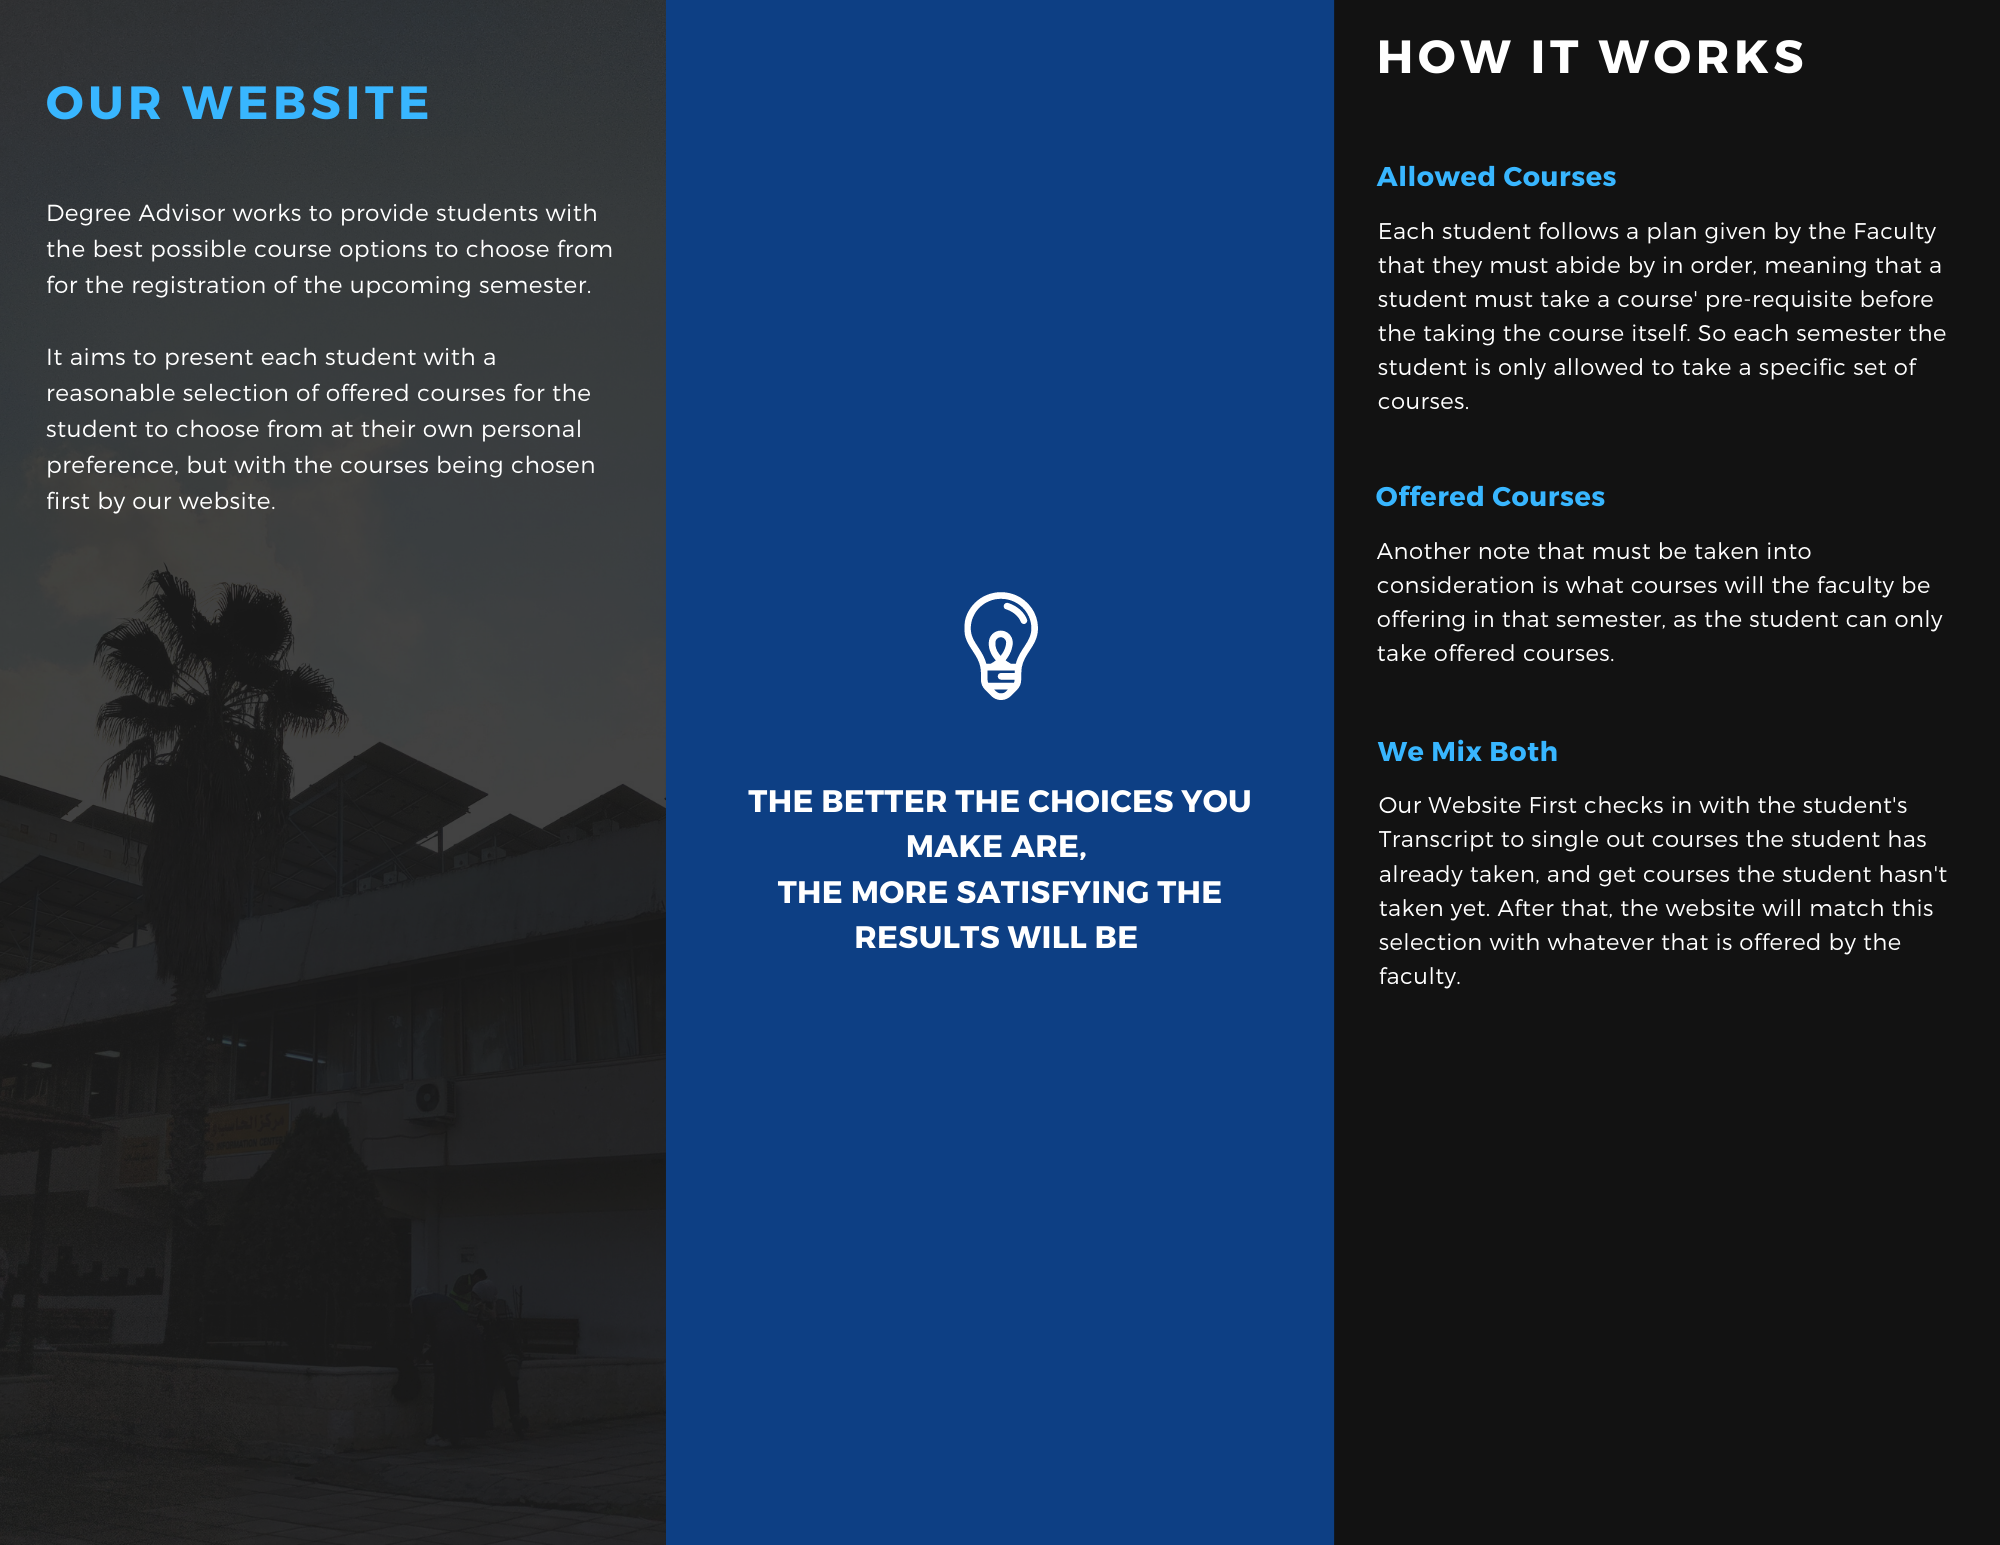 OUR WEBSITE
Degree Advisor works to provide students with
the best possible course options to choose from
for the registration of the upcoming semester.
It aims to present each student with a
reasonable selection of offered courses for the
student to choose from at their own personal
preference, but with the courses being chosen
first by our website.
THE BETTER THE CHOICES YOU
MAKE ARE,
THE MORE SATISFYING THE
RESULTS WILL BE
HOW IT WORKS
Allowed Courses
Each student follows a plan given by the Faculty
that they must abide by in order, meaning that a
student must take a course' pre-requisite before
the taking the course itself. So each semester the
student is only allowed to take a specific set of
courses.
Offered Courses
Another note that must be taken into
consideration is what courses will the faculty be
offering in that semester, as the student can only
take offered courses.
We Mix Both
Our Website First checks in with the student's
Transcript to single out courses the student has
already taken, and get courses the student hasn't
taken yet. After that, the website will match this
selection with whatever that is offered by the
faculty.